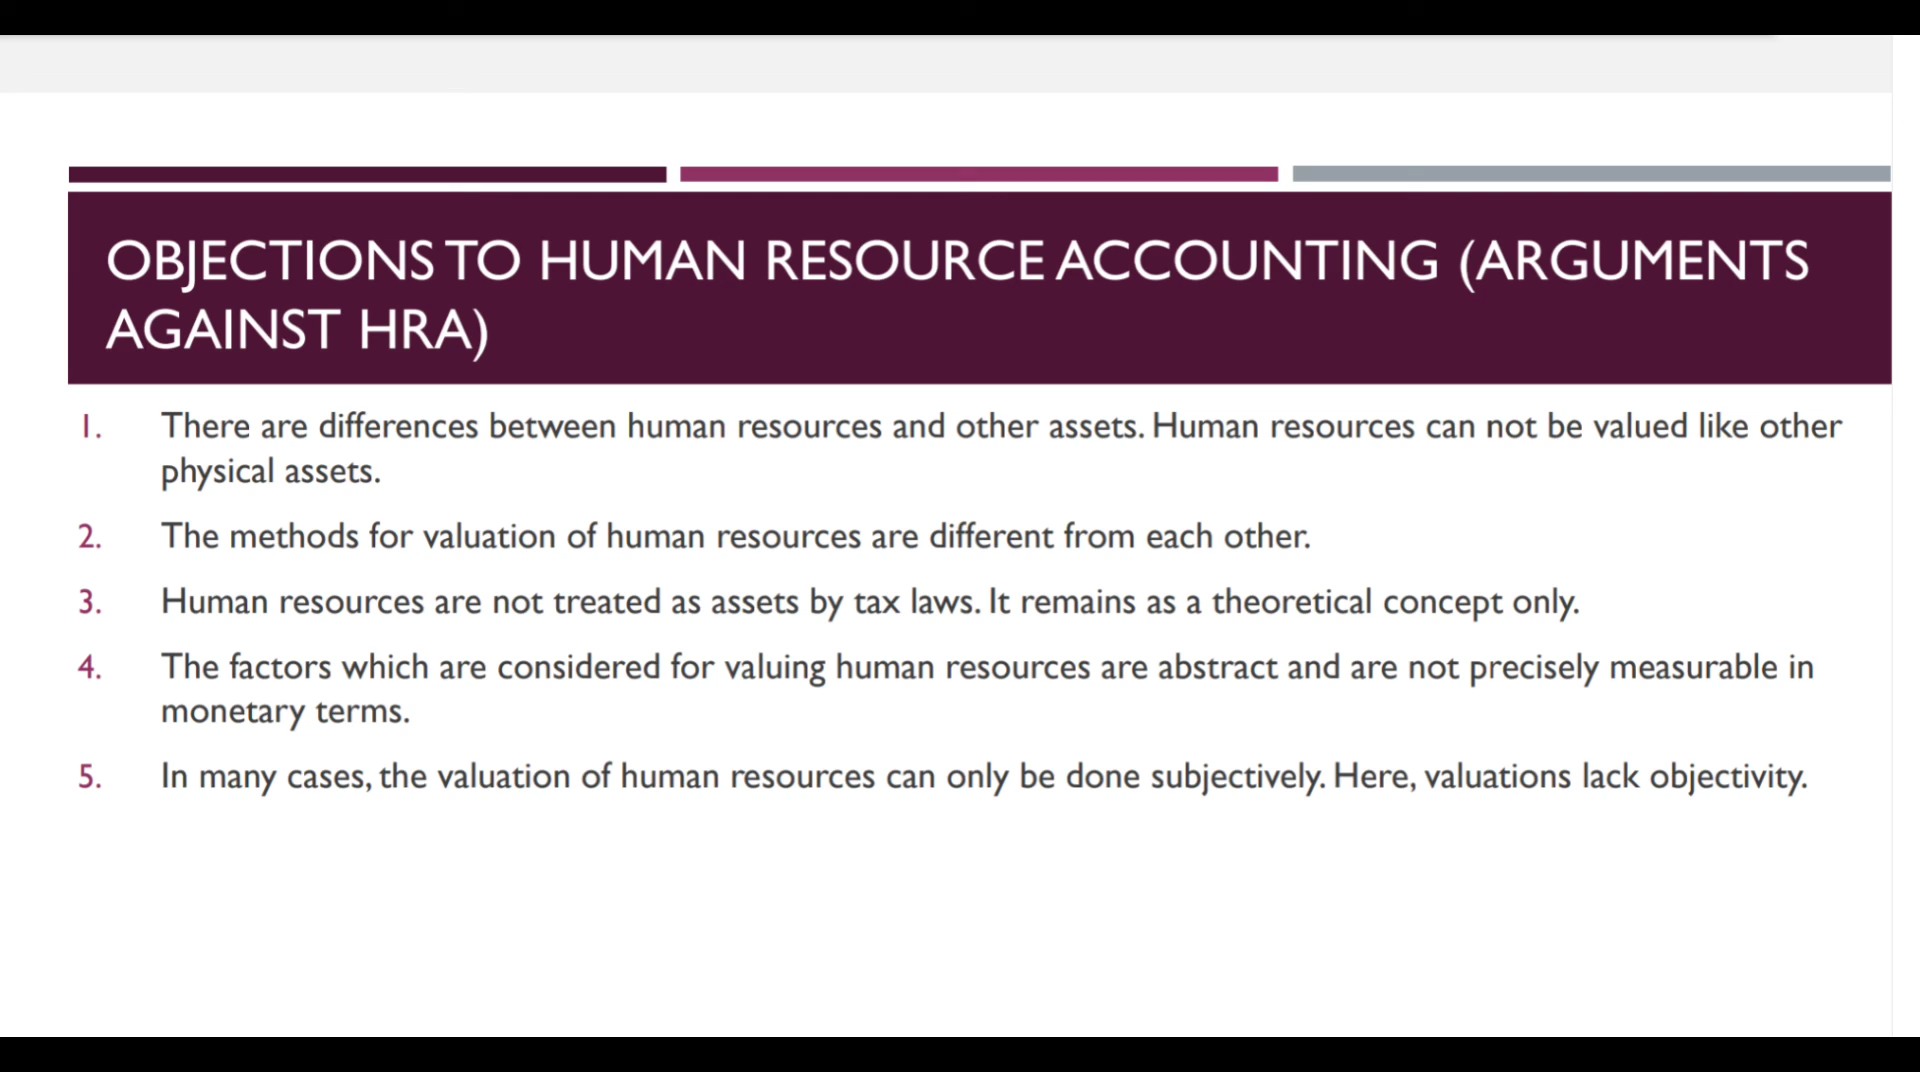 OBJECTIONS TO HUMAN RESOURCE ACCOUNTING (ARGUMENTS
AGAINST HRA)
1. There are differences between human resources and other assets. Human resources can not be valued like other
physical assets.
2. The methods for valuation of human resources are different from each other.
3. Human resources are not treated as assets by tax laws. It remains as a theoretical concept only.
4. The factors which are considered for valuing human resources are abstract and are not precisely measurable in
monetary terms.
5. In many cases, the valuation of human resources can only be done subjectively. Here, valuations lack objectivity.